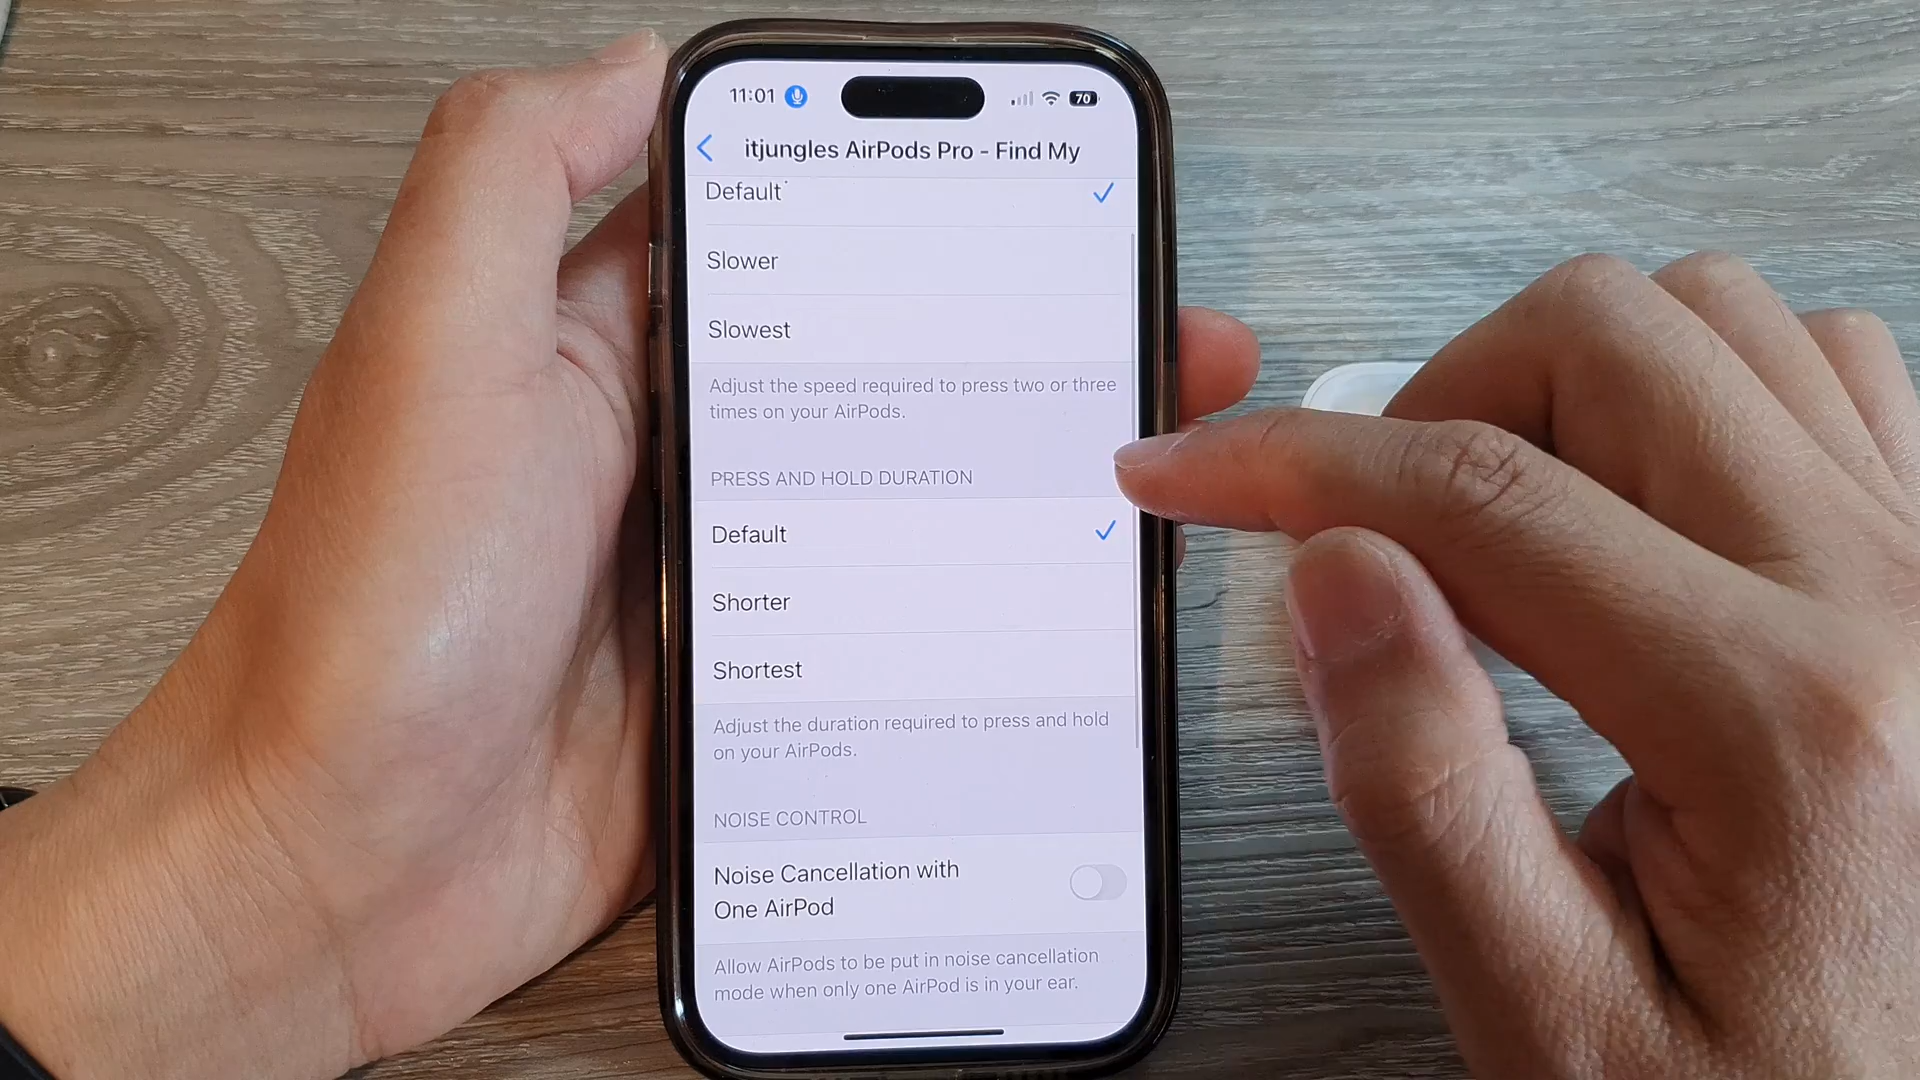 11:01
70
itjungles AirPods Pro - Find My
Default
Slower
Slowest
Adjust the speed required to press two or three
times on your AirPods.
PRESS AND HOLD DURATION
Default
Shorter
Shortest
Adjust the duration required to press and hold
on your AirPods.
NOISE CONTROL
Noise Cancellation with
One AirPod
Allow AirPods to be put in noise cancellation
mode when only one AirPod is in your ear.